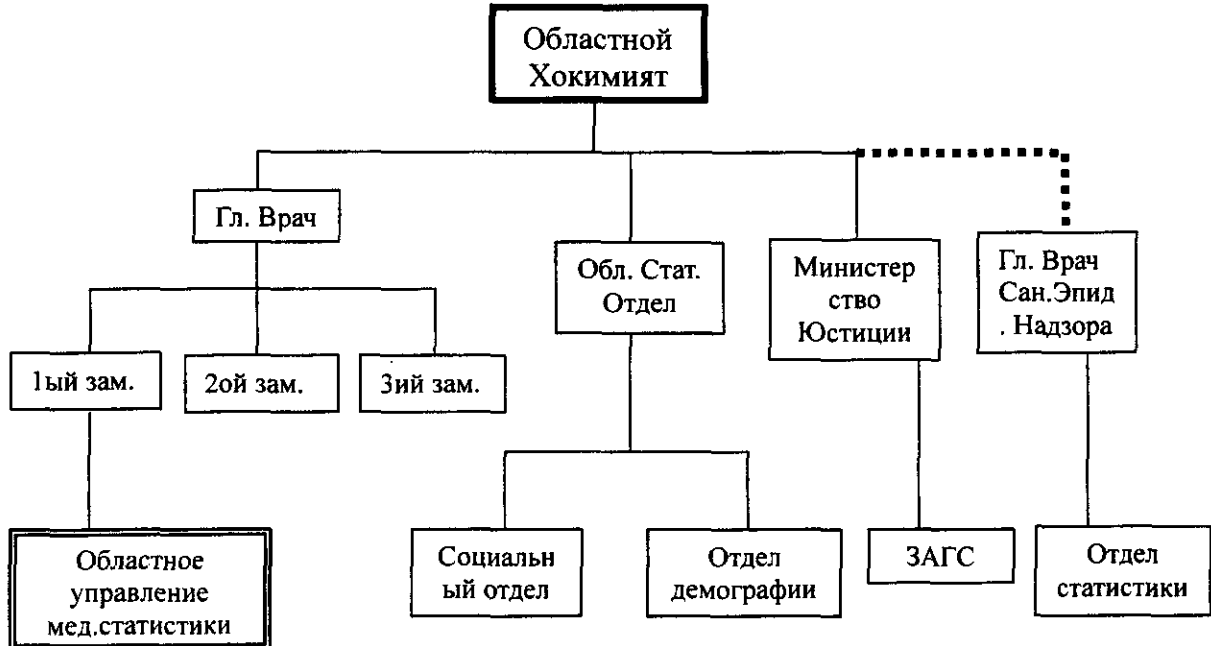 Областной
Хокимият
Гл. Врач
Обл. Стат.
Отдел
Министер
ство
Юстиции
Гл. Врач
Сан.Эпид
. Надзора
1ый зам.
2ой зам.
3ий зам.
Областное
управление
мед.статистики
Социальн
ый отдел
Отдел
демографии
ЗАГС
Отдел
статистики